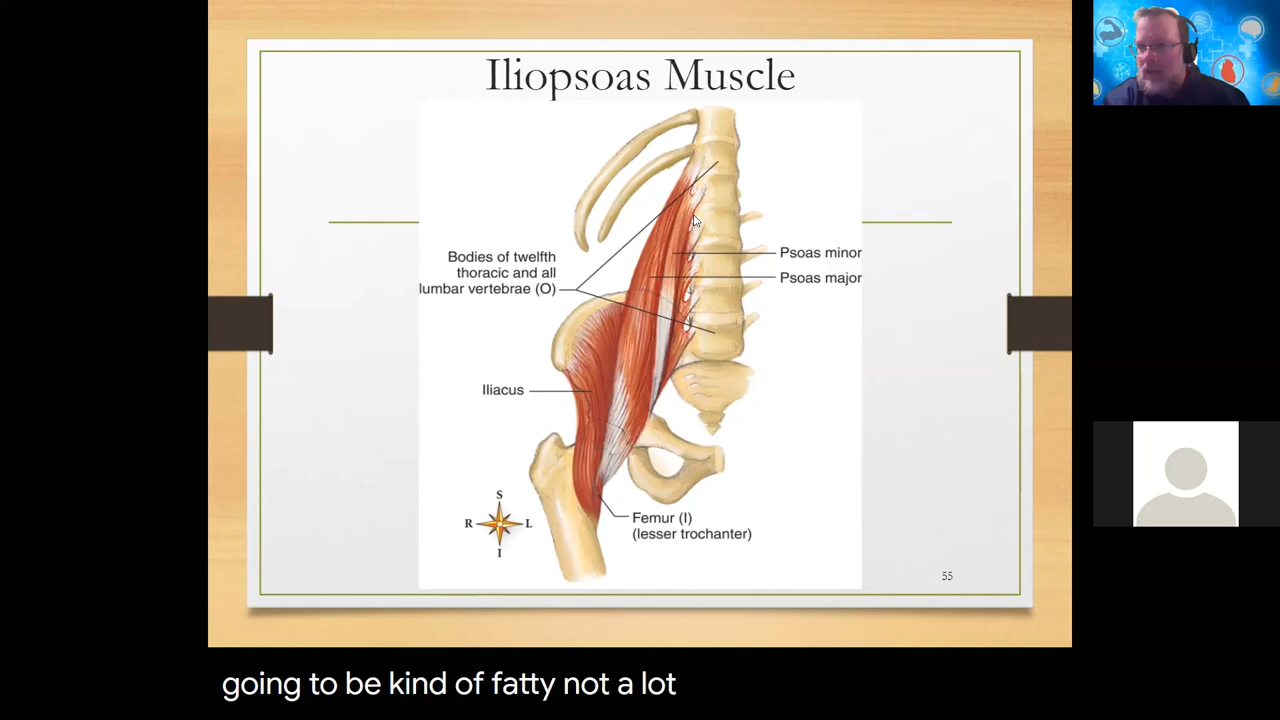 Iliopsoas Muscle
Bodies of twelfth
thoracic and all
lumbar vertebrae (O)
Psoas minor
Psoas major
Iliacus
S
R
L
I
Femur (I)
(lesser trochanter)
55
going to be kind of fatty not a lot